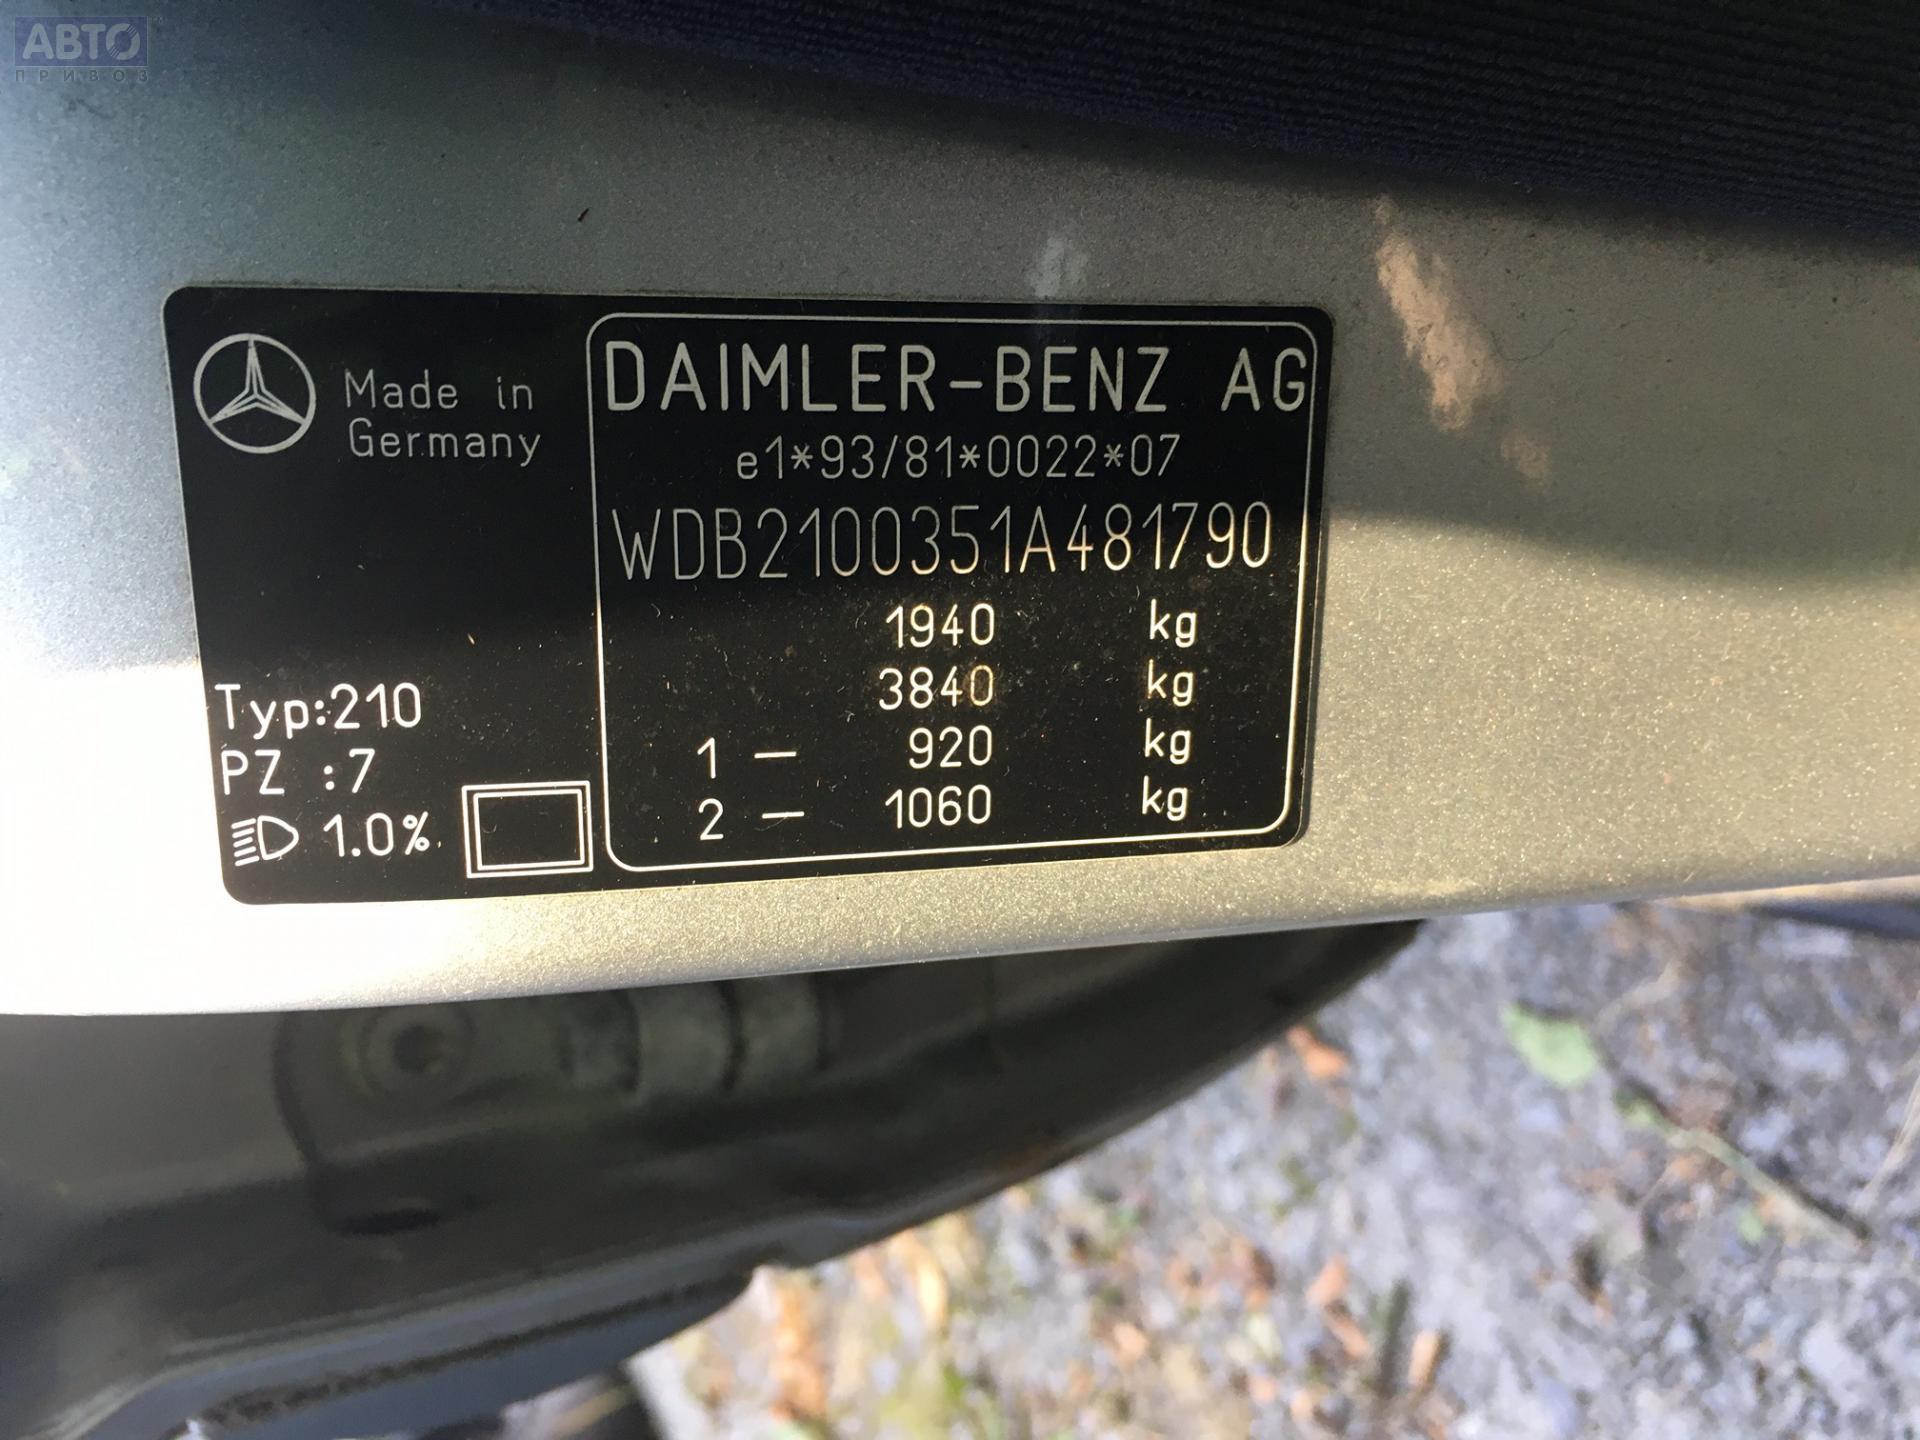 АВТО
ПРИВОЗ
Made in
Germany
DAIMLER-BENZ AG
e1*93/81*0022*07
WDB2100351A481790
1940 kg
3840 kg
1 – 920 kg
2 – 1060 kg
Typ:210
PZ :7
1.0%